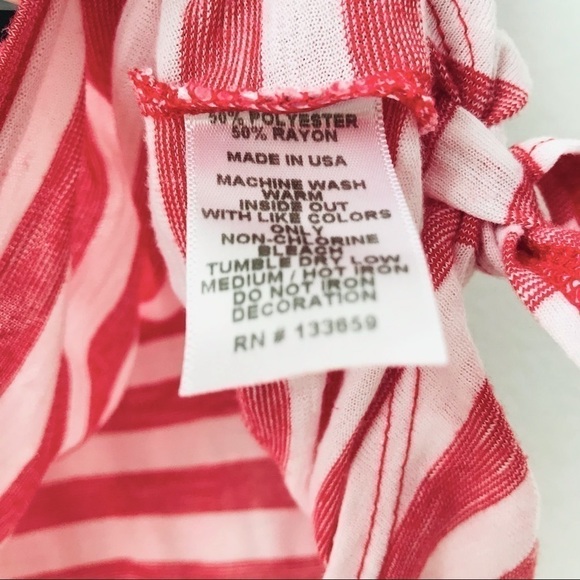 50% POLYESTER
50% RAYON
MADE IN USA
MACHINE WASH
WARM
INSIDE OUT
WITH LIKE COLORS
ONLY
NON-CHLORINE
BLEACH
TUMBLE DRY LOW
MEDIUM / HOT IRON
DO NOT IRON
DECORATION
RN # 133659